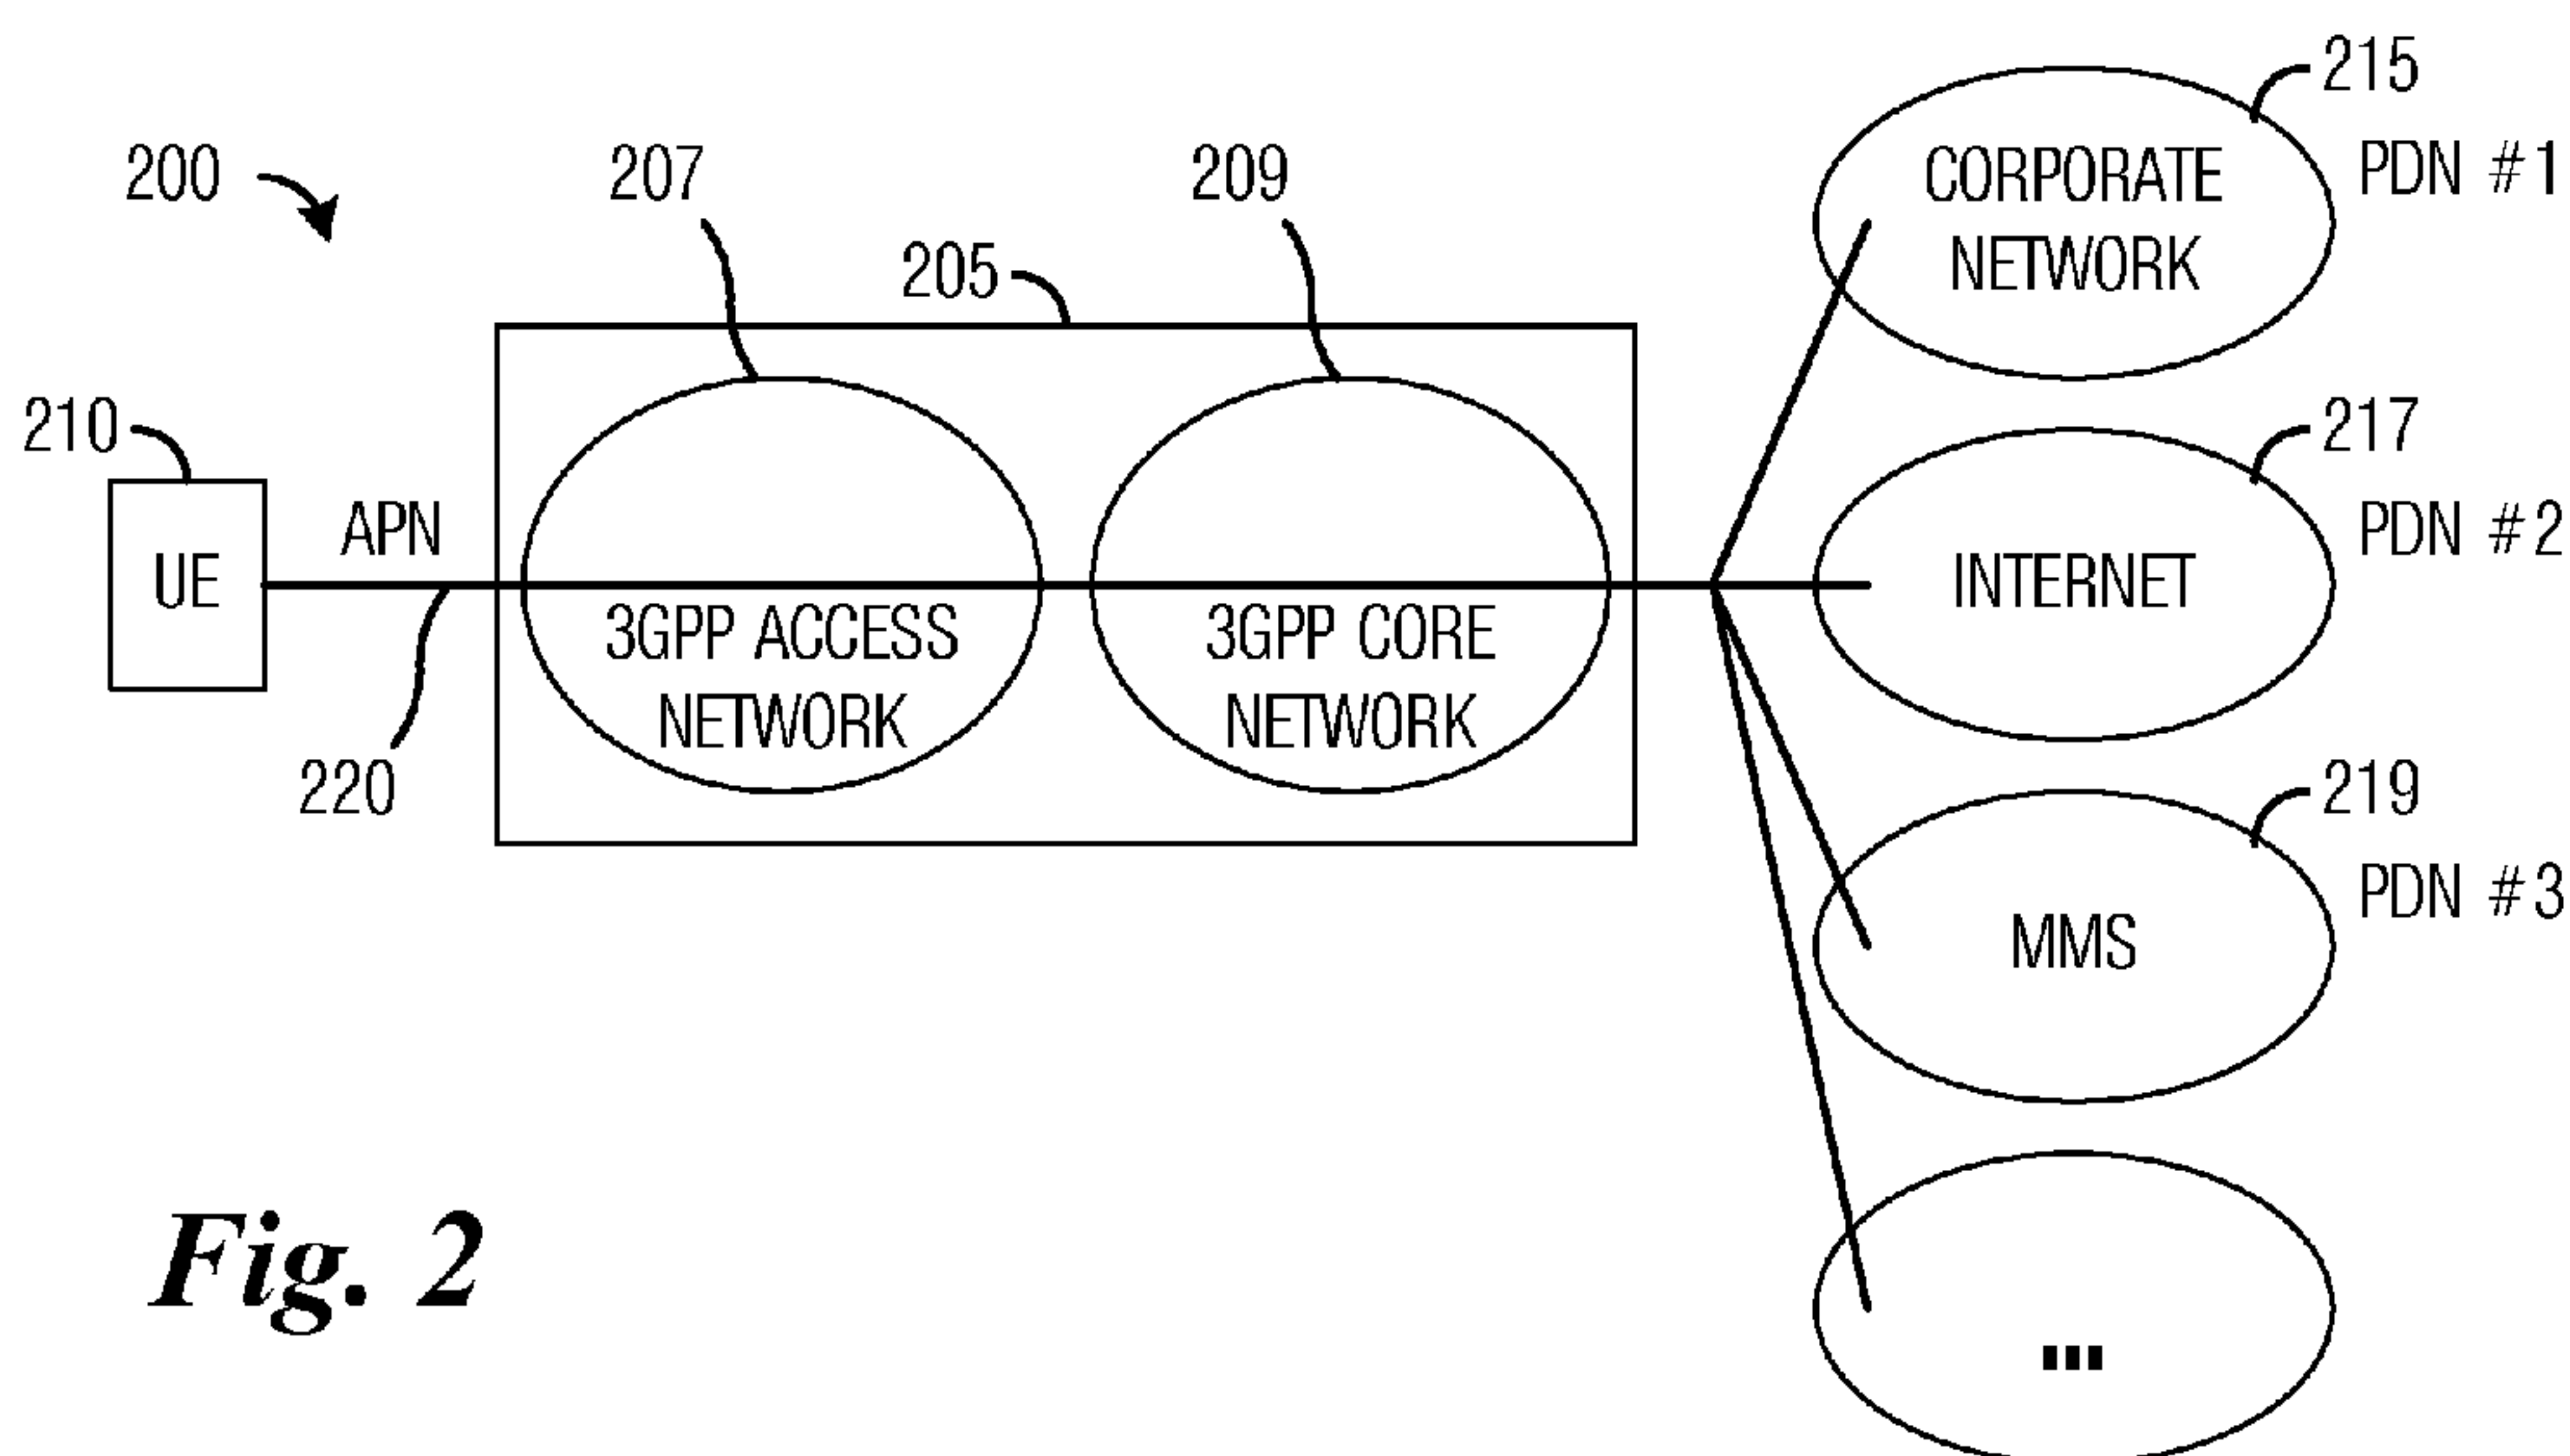 200
207
209
205
210
UE
APN
220
3GPP ACCESS
NETWORK
3GPP CORE
NETWORK
215
PDN #1
CORPORATE
NETWORK
217
PDN #2
INTERNET
219
PDN #3
MMS
...
Fig. 2